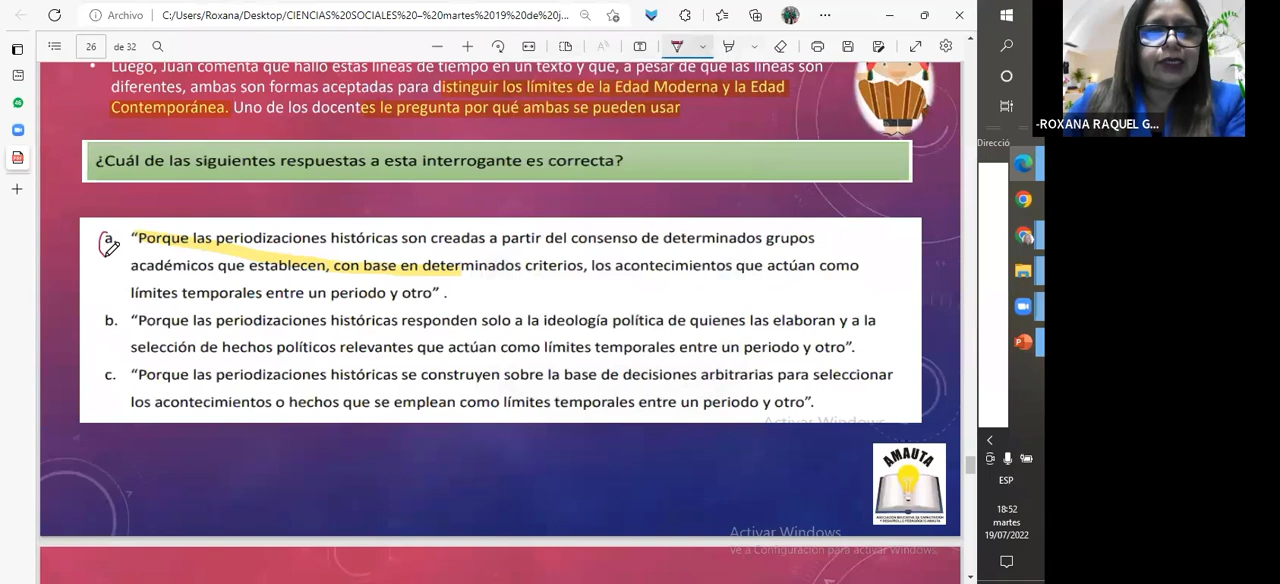 Archivo | C:/Users/Roxana/Desktop/CIENCIAS%20SOCIALES%20–%20martes%2019%20de%20j...
26 de 32
• Luego, Juan comenta que halló estas líneas de tiempo en un texto y que, a pesar de que las líneas son
diferentes, ambas son formas aceptadas para distinguir los límites de la Edad Moderna y la Edad
Contemporánea. Uno de los docentes le pregunta por qué ambas se pueden usar
¿Cuál de las siguientes respuestas a esta interrogante es correcta?
a. “Porque las periodizaciones históricas son creadas a partir del consenso de determinados grupos
académicos que establecen, con base en determinados criterios, los acontecimientos que actúan como
límites temporales entre un periodo y otro” .
b. “Porque las periodizaciones históricas responden solo a la ideología política de quienes las elaboran y a la
selección de hechos políticos relevantes que actúan como límites temporales entre un periodo y otro”.
c. “Porque las periodizaciones históricas se construyen sobre la base de decisiones arbitrarias para seleccionar
los acontecimientos o hechos que se emplean como límites temporales entre un periodo y otro”.
Activar Windows
AMAUTA
Activar Windows
Ve a Configuración para activar Windows.
-ROXANA RAQUEL G...
Direcció
ESP
18:52
martes
19/07/2022